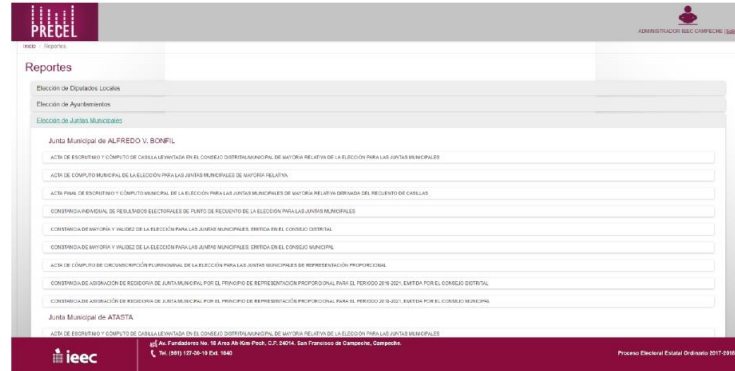 PRECEL
ADMINISTRADOR IEEC CAMPECHE |
Inicio Reportes
Reportes
Elección de Diputados Locales
Elección de Ayuntamientos
Elección de Juntas Municipales
Junta Municipal de ALFREDO V. BONFIL
ACTA DE ESCRUTINIO Y CÓMPUTO DE CASILLA LEVANTADA EN EL CONSEJO DISTRITAL/MUNICIPAL DE MAYORÍA RELATIVA DE LA ELECCIÓN PARA LAS JUNTAS MUNICIPALES
ACTA DE CÓMPUTO MUNICIPAL DE LA ELECCIÓN PARA LAS JUNTAS MUNICIPALES DE MAYORÍA RELATIVA
ACTA FINAL DE ESCRUTINIO Y CÓMPUTO MUNICIPAL DE LA ELECCIÓN PARA LAS JUNTAS MUNICIPALES DE MAYORÍA RELATIVA DERIVADA DEL RECUENTO DE CASILLAS
CONSTANCIA INDIVIDUAL DE RESULTADOS ELECTORALES DE PUNTO DE RECUENTO DE LA ELECCIÓN PARA LAS JUNTAS MUNICIPALES
CONSTANCIA DE MAYORÍA Y VALIDEZ DE LA ELECCIÓN PARA LAS JUNTAS MUNICIPALES, EMITIDA EN EL CONSEJO DISTRITAL
CONSTANCIA DE MAYORÍA Y VALIDEZ DE LA ELECCIÓN PARA LAS JUNTAS MUNICIPALES, EMITIDA EN EL CONSEJO MUNICIPAL
ACTA DE CÓMPUTO DE CIRCUNSCRIPCIÓN PLURINOMINAL DE LA ELECCIÓN PARA LAS JUNTAS MUNICIPALES DE REPRESENTACIÓN PROPORCIONAL
CONSTANCIA DE ASIGNACIÓN DE REGIDORÍA DE JUNTA MUNICIPAL POR EL PRINCIPIO DE REPRESENTACIÓN PROPORCIONAL PARA EL PERIODO 2018-2021, EMITIDA POR EL CONSEJO DISTRITAL
CONSTANCIA DE ASIGNACIÓN DE REGIDORÍA DE JUNTA MUNICIPAL POR EL PRINCIPIO DE REPRESENTACIÓN PROPORCIONAL PARA EL PERIODO 2018-2021, EMITIDA POR EL CONSEJO MUNICIPAL
Junta Municipal de ATASTA
ACTA DE ESCRUTINIO Y CÓMPUTO DE CASILLA LEVANTADA EN EL CONSEJO DISTRITAL/MUNICIPAL DE MAYORÍA RELATIVA DE LA ELECCIÓN PARA LAS JUNTAS MUNICIPALES
ieec
Av. Fundadores No. 18 Area Ah-Kim-Pech, C.P. 24014. San Francisco de Campeche, Campeche.
Tel. (981) 127-30-10 Ext. 1040
Proceso Electoral Estatal Ordinario 2017-2018